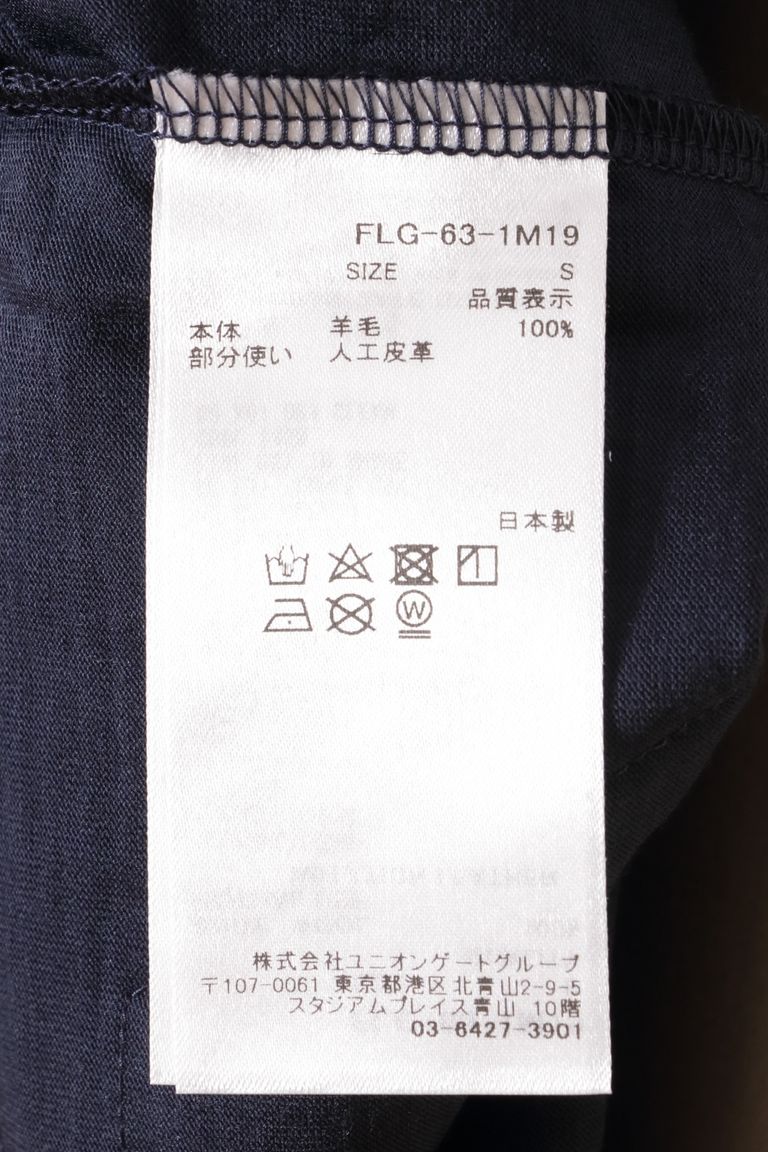 FLG-63-1M19
SIZE S
品質表示
本体 羊毛 100%
部分使い 人工皮革
日本製
W
株式会社ユニオンゲートグループ
〒107-0061 東京都港区北青山2-9-5
スタジアムプレイス青山 10階
03-6427-3901